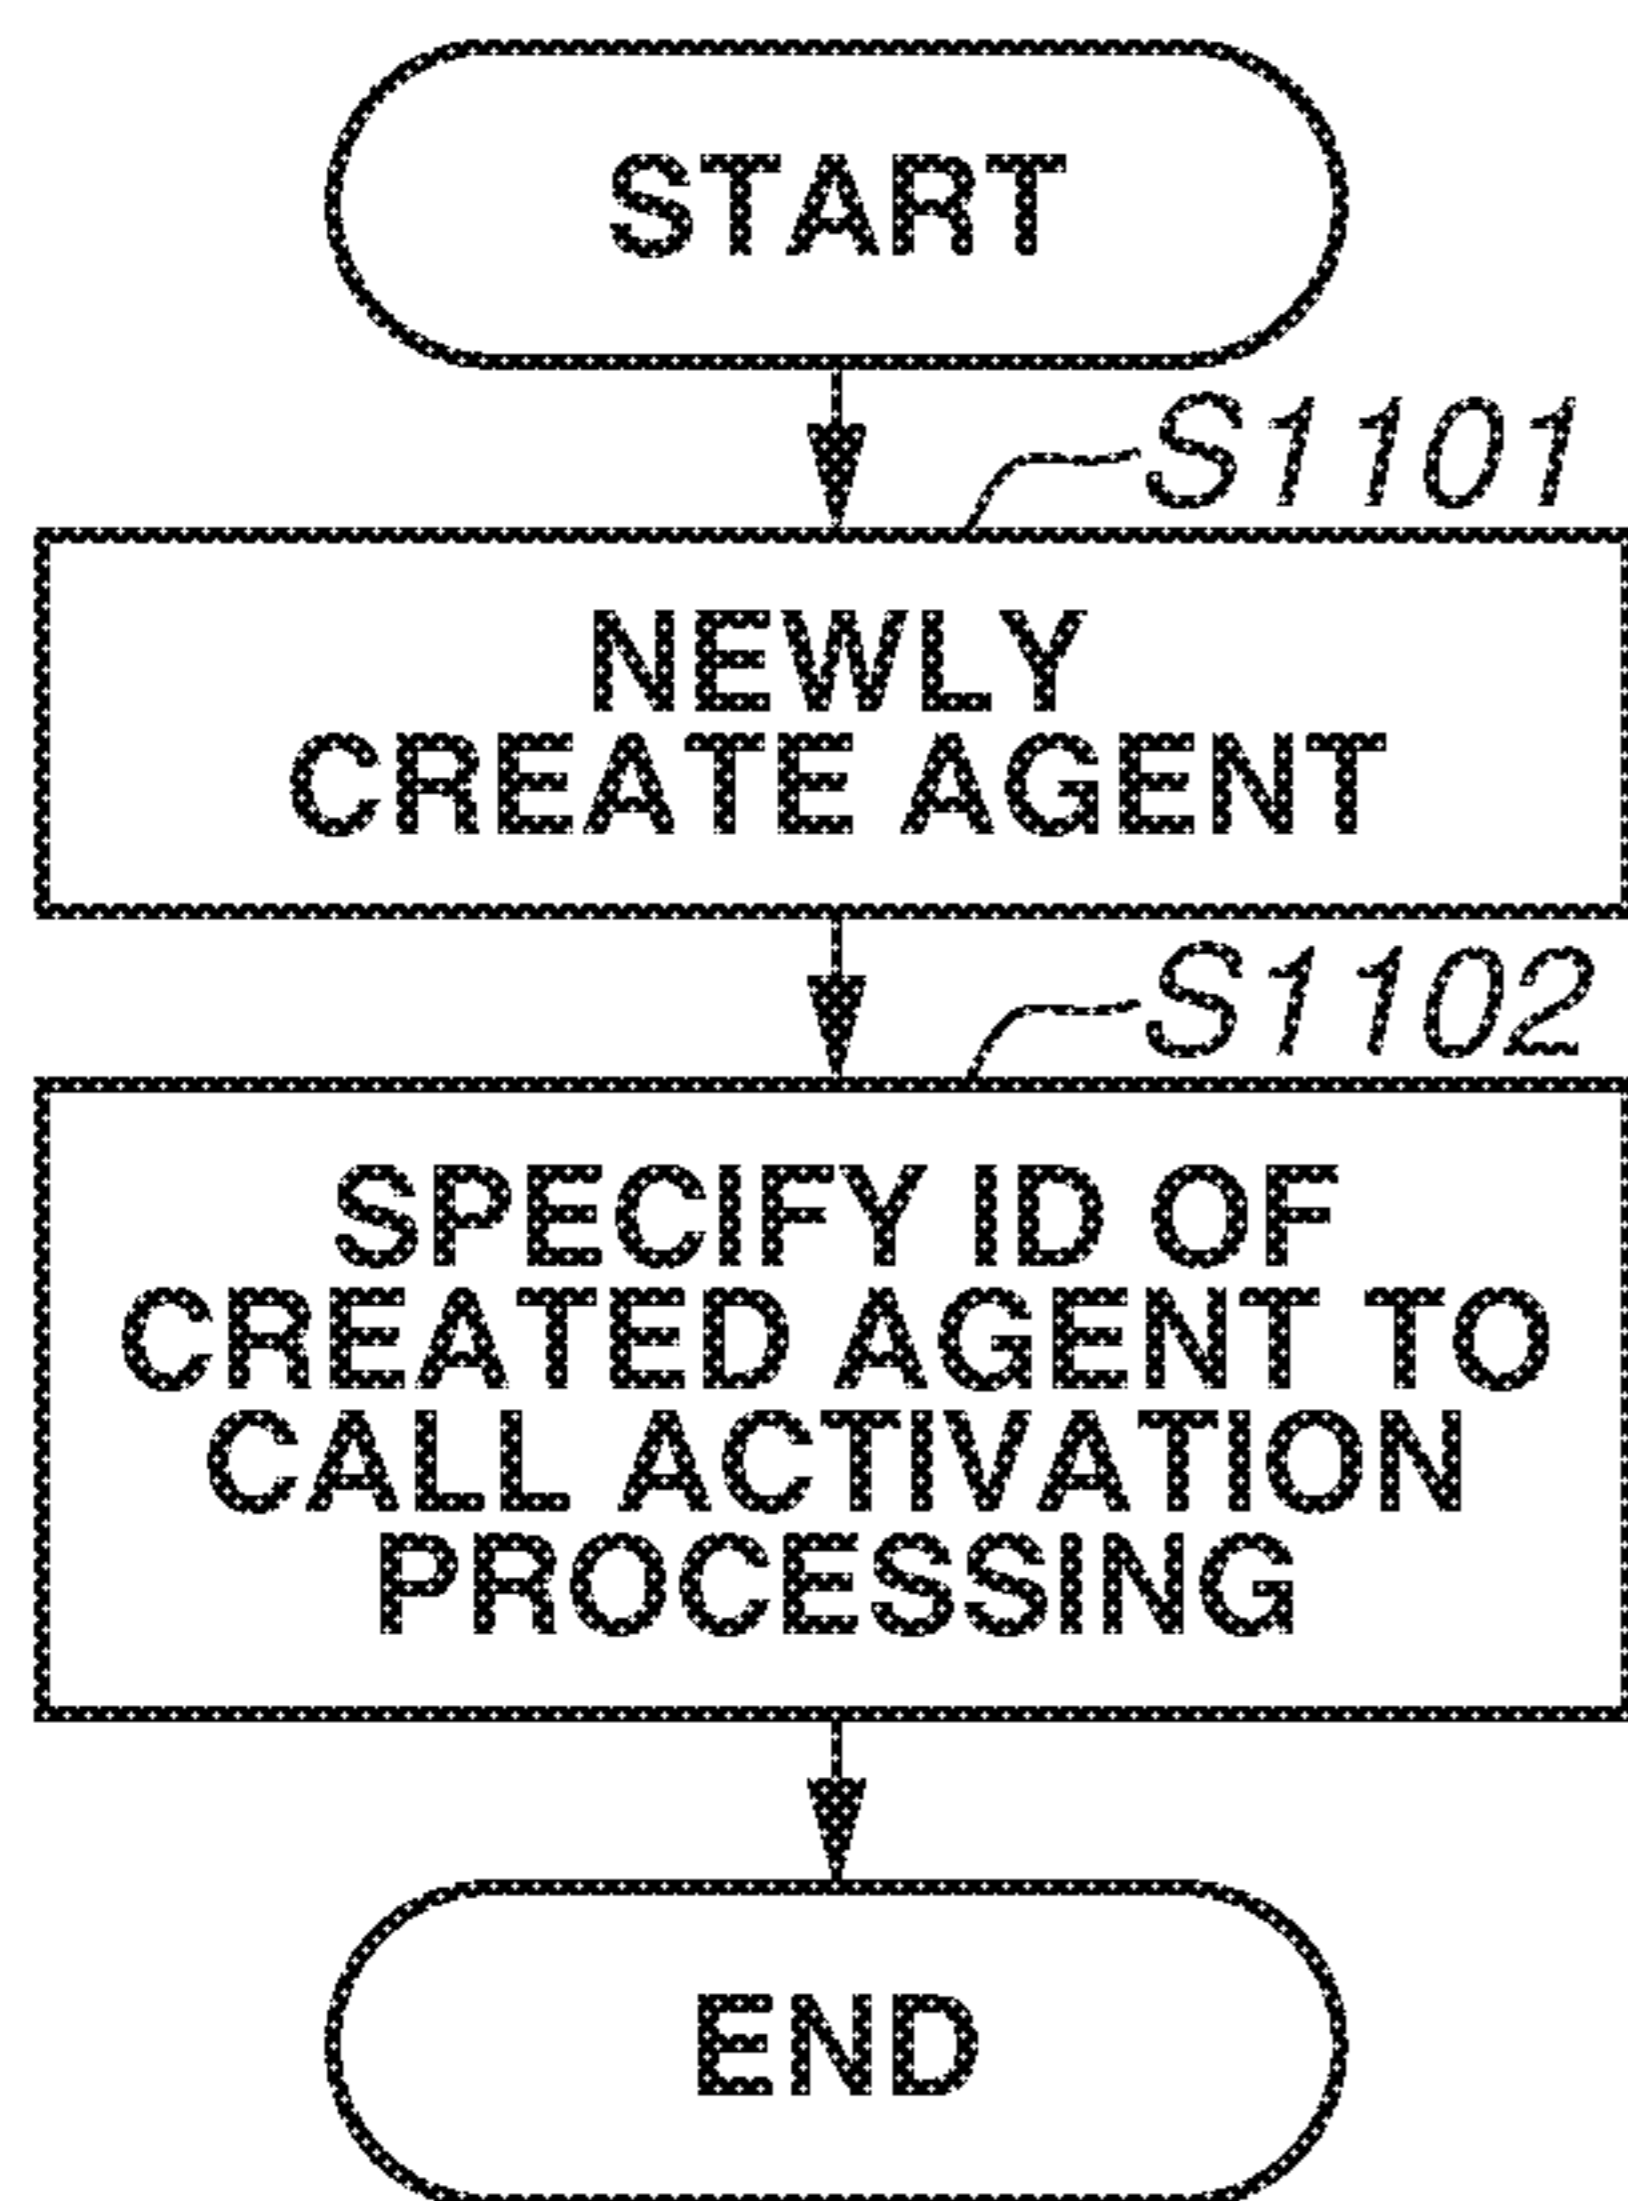 START
S1101
NEWLY
CREATE AGENT
S1102
SPECIFY ID OF
CREATED AGENT TO
CALL ACTIVATION
PROCESSING
END